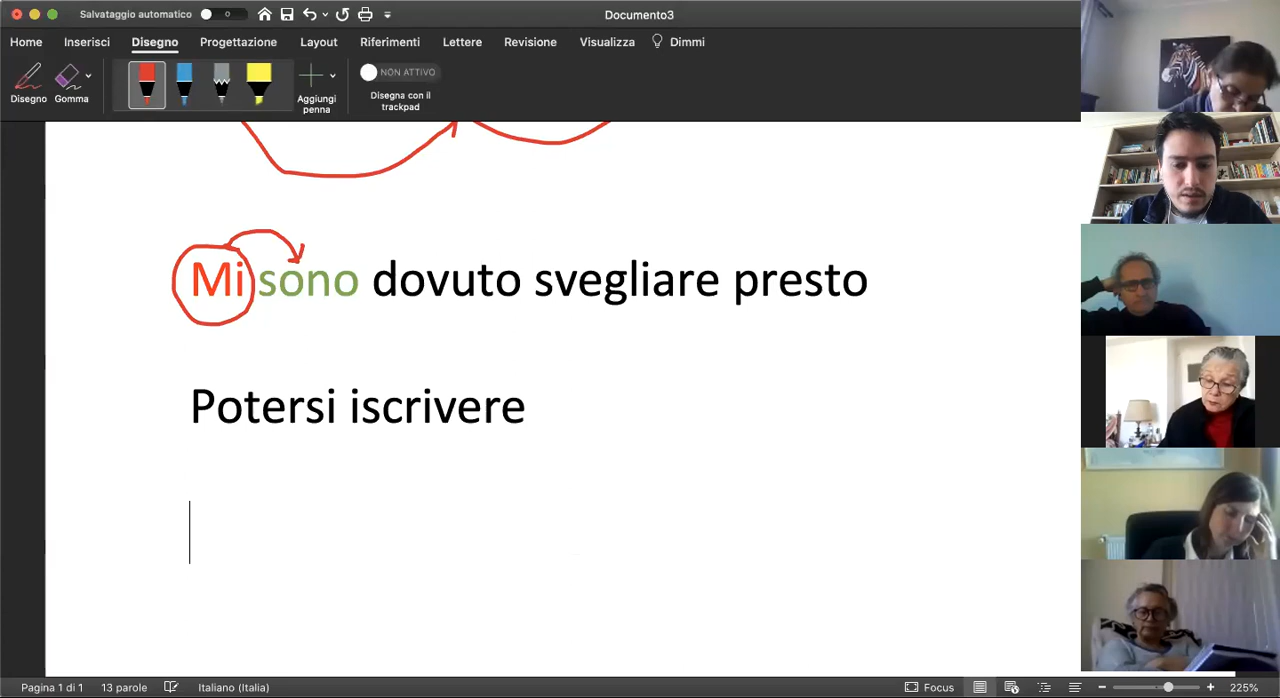 Salvataggio automatico
Documento3
Home Inserisci Disegno Progettazione Layout Riferimenti Lettere Revisione Visualizza Dimmi
Disegno Gomma Aggiungi penna NON ATTIVO Disegna con il trackpad
Mi sono dovuto svegliare presto
Potersi iscrivere
Pagina 1 di 1 13 parole Italiano (Italia) Focus 225%